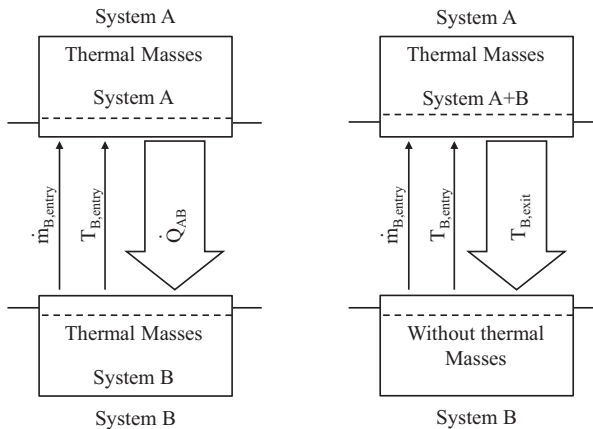 System A
Thermal Masses
System A
ṁB,entry
TB,entry
Q̇AB
Thermal Masses
System B
System B
System A
Thermal Masses
System A+B
ṁB,entry
TB,entry
TB,exit
Without thermal
Masses
System B